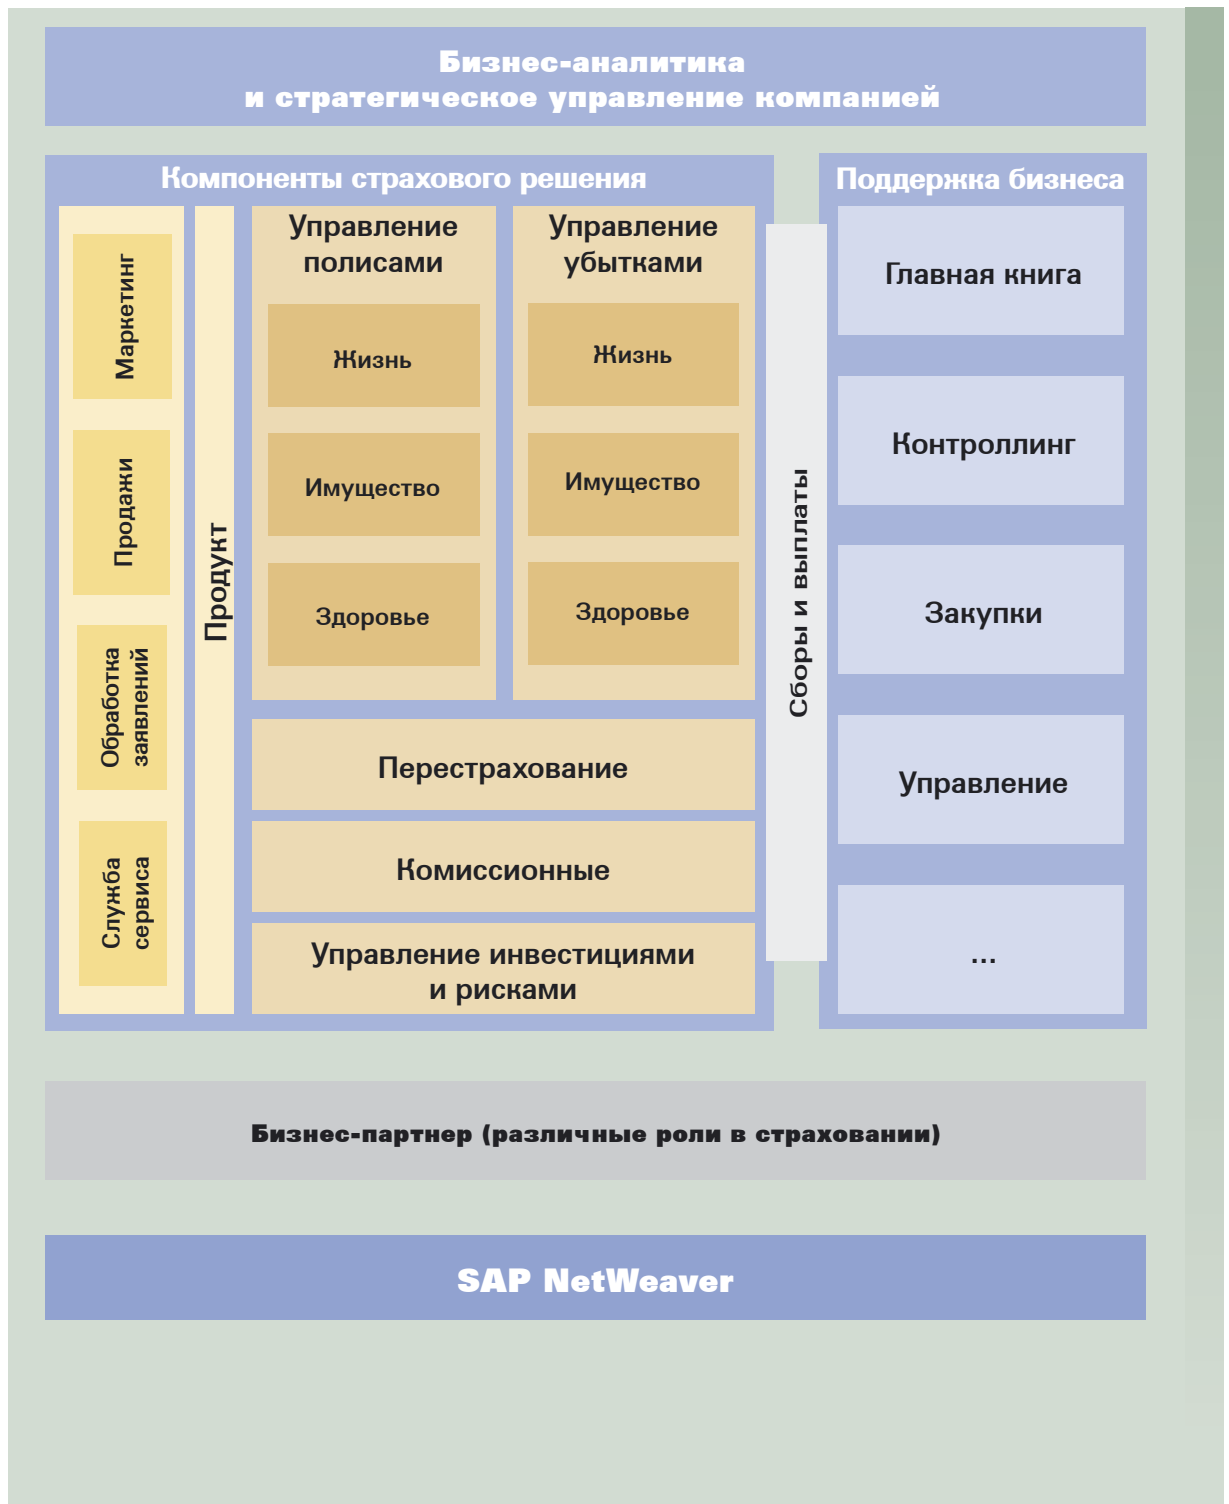 Бизнес-аналитика
и стратегическое управление компанией
Компоненты страхового решения
Маркетинг
Продажи
Обработка
заявлений
Служба
сервиса
Продукт
Управление
полисами
Жизнь
Имущество
Здоровье
Управление
убытками
Жизнь
Имущество
Здоровье
Перестрахование
Комиссионные
Управление инвестициями
и рисками
Сборы и выплаты
Поддержка бизнеса
Главная книга
Контроллинг
Закупки
Управление
...
Бизнес-партнер (различные роли в страховании)
SAP NetWeaver